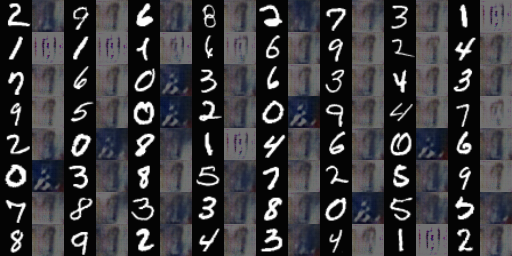 2 9 6 8 2 7 3 1
1 1 1 6 6 9 2 4
7 6 0 3 6 3 4 3
9 5 0 2 0 9 4 7
2 0 8 1 4 6 0 6
0 3 8 5 7 2 5 9
7 8 3 3 8 0 5 5
8 9 2 4 3 4 1 2